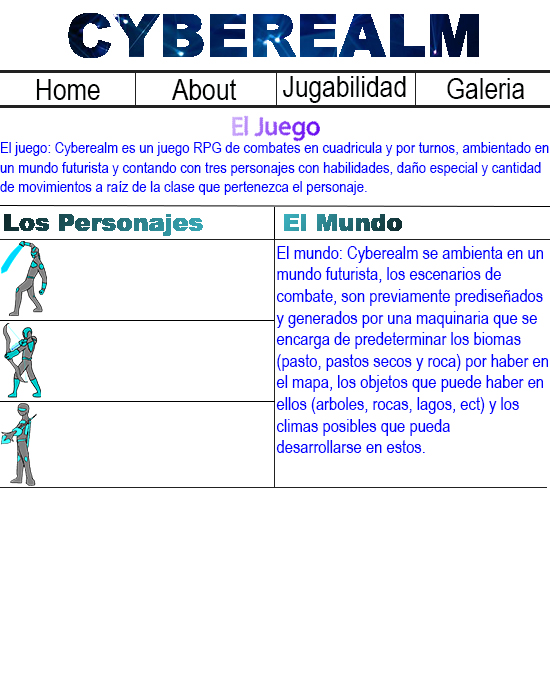 CYBEREALM
Home About Jugabilidad Galeria
El Juego
El juego: Cyberealm es un juego RPG de combates en cuadricula y por turnos, ambientado en
un mundo futurista y contando con tres personajes con habilidades, daño especial y cantidad
de movimientos a raíz de la clase que pertenezca el personaje.
Los Personajes
El Mundo
El mundo: Cyberealm se ambienta en un
mundo futurista, los escenarios de
combate, son previamente prediseñados
y generados por una maquinaria que se
encarga de predeterminar los biomas
(pasto, pastos secos y roca) por haber en
el mapa, los objetos que puede haber en
ellos (arboles, rocas, lagos, ect) y los
climas posibles que pueda
desarrollarse en estos.